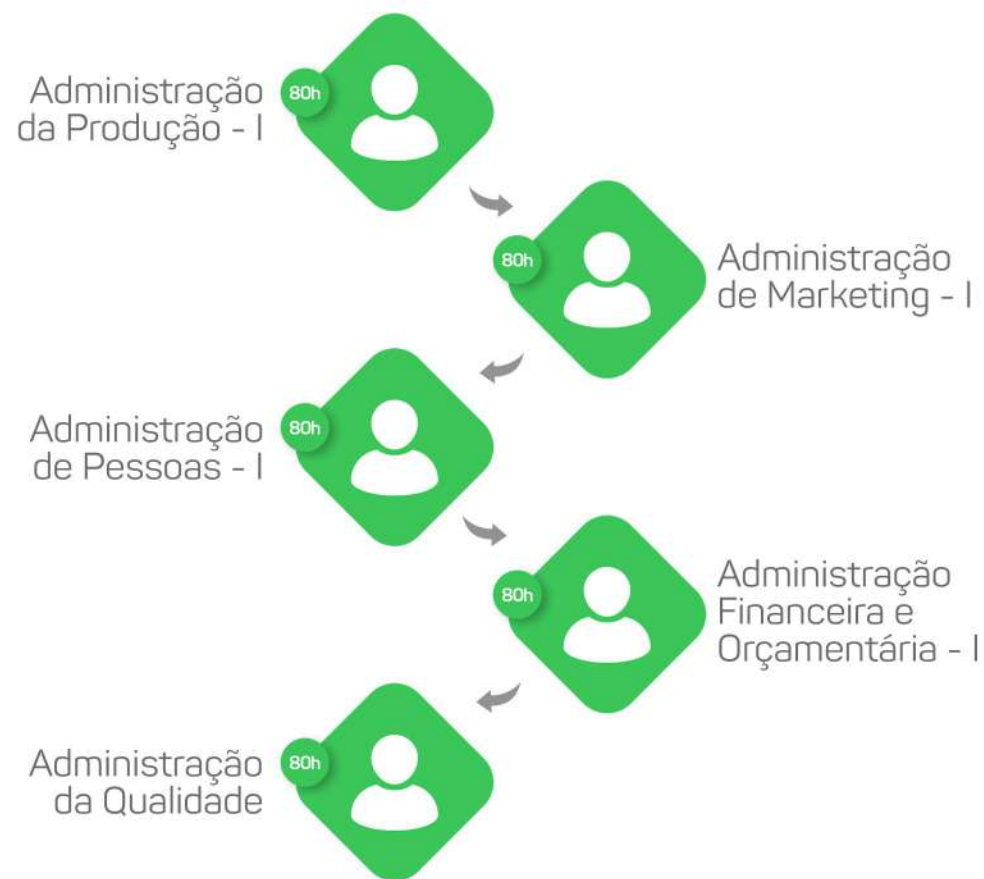 Administração
da Produção - I
80h
80h
Administração
de Marketing - I
Administração
de Pessoas - I
80h
80h
Administração
Financeira e
Orçamentária - I
Administração
da Qualidade
80h